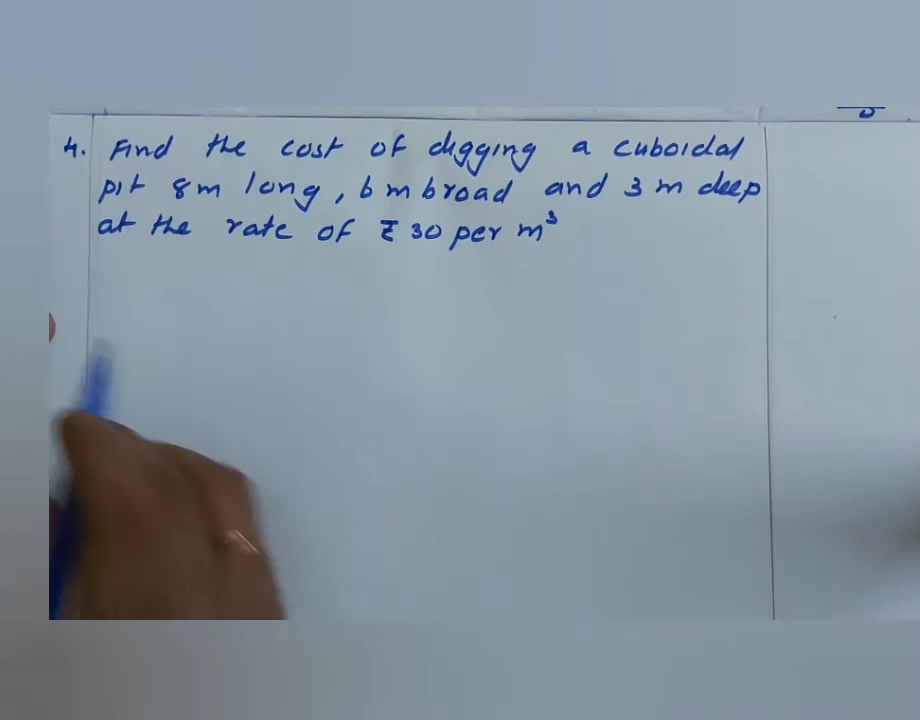 4. Find the cost of digging a cuboidal
pit 8m long, 6 m broad and 3 m deep
at the rate of ₹ 30 per m³